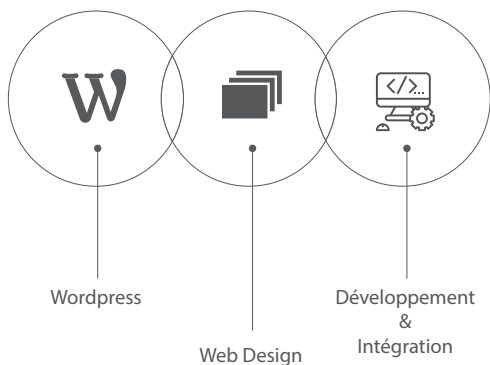 W
</>...
Wordpress
Web Design
Développement
&
Intégration